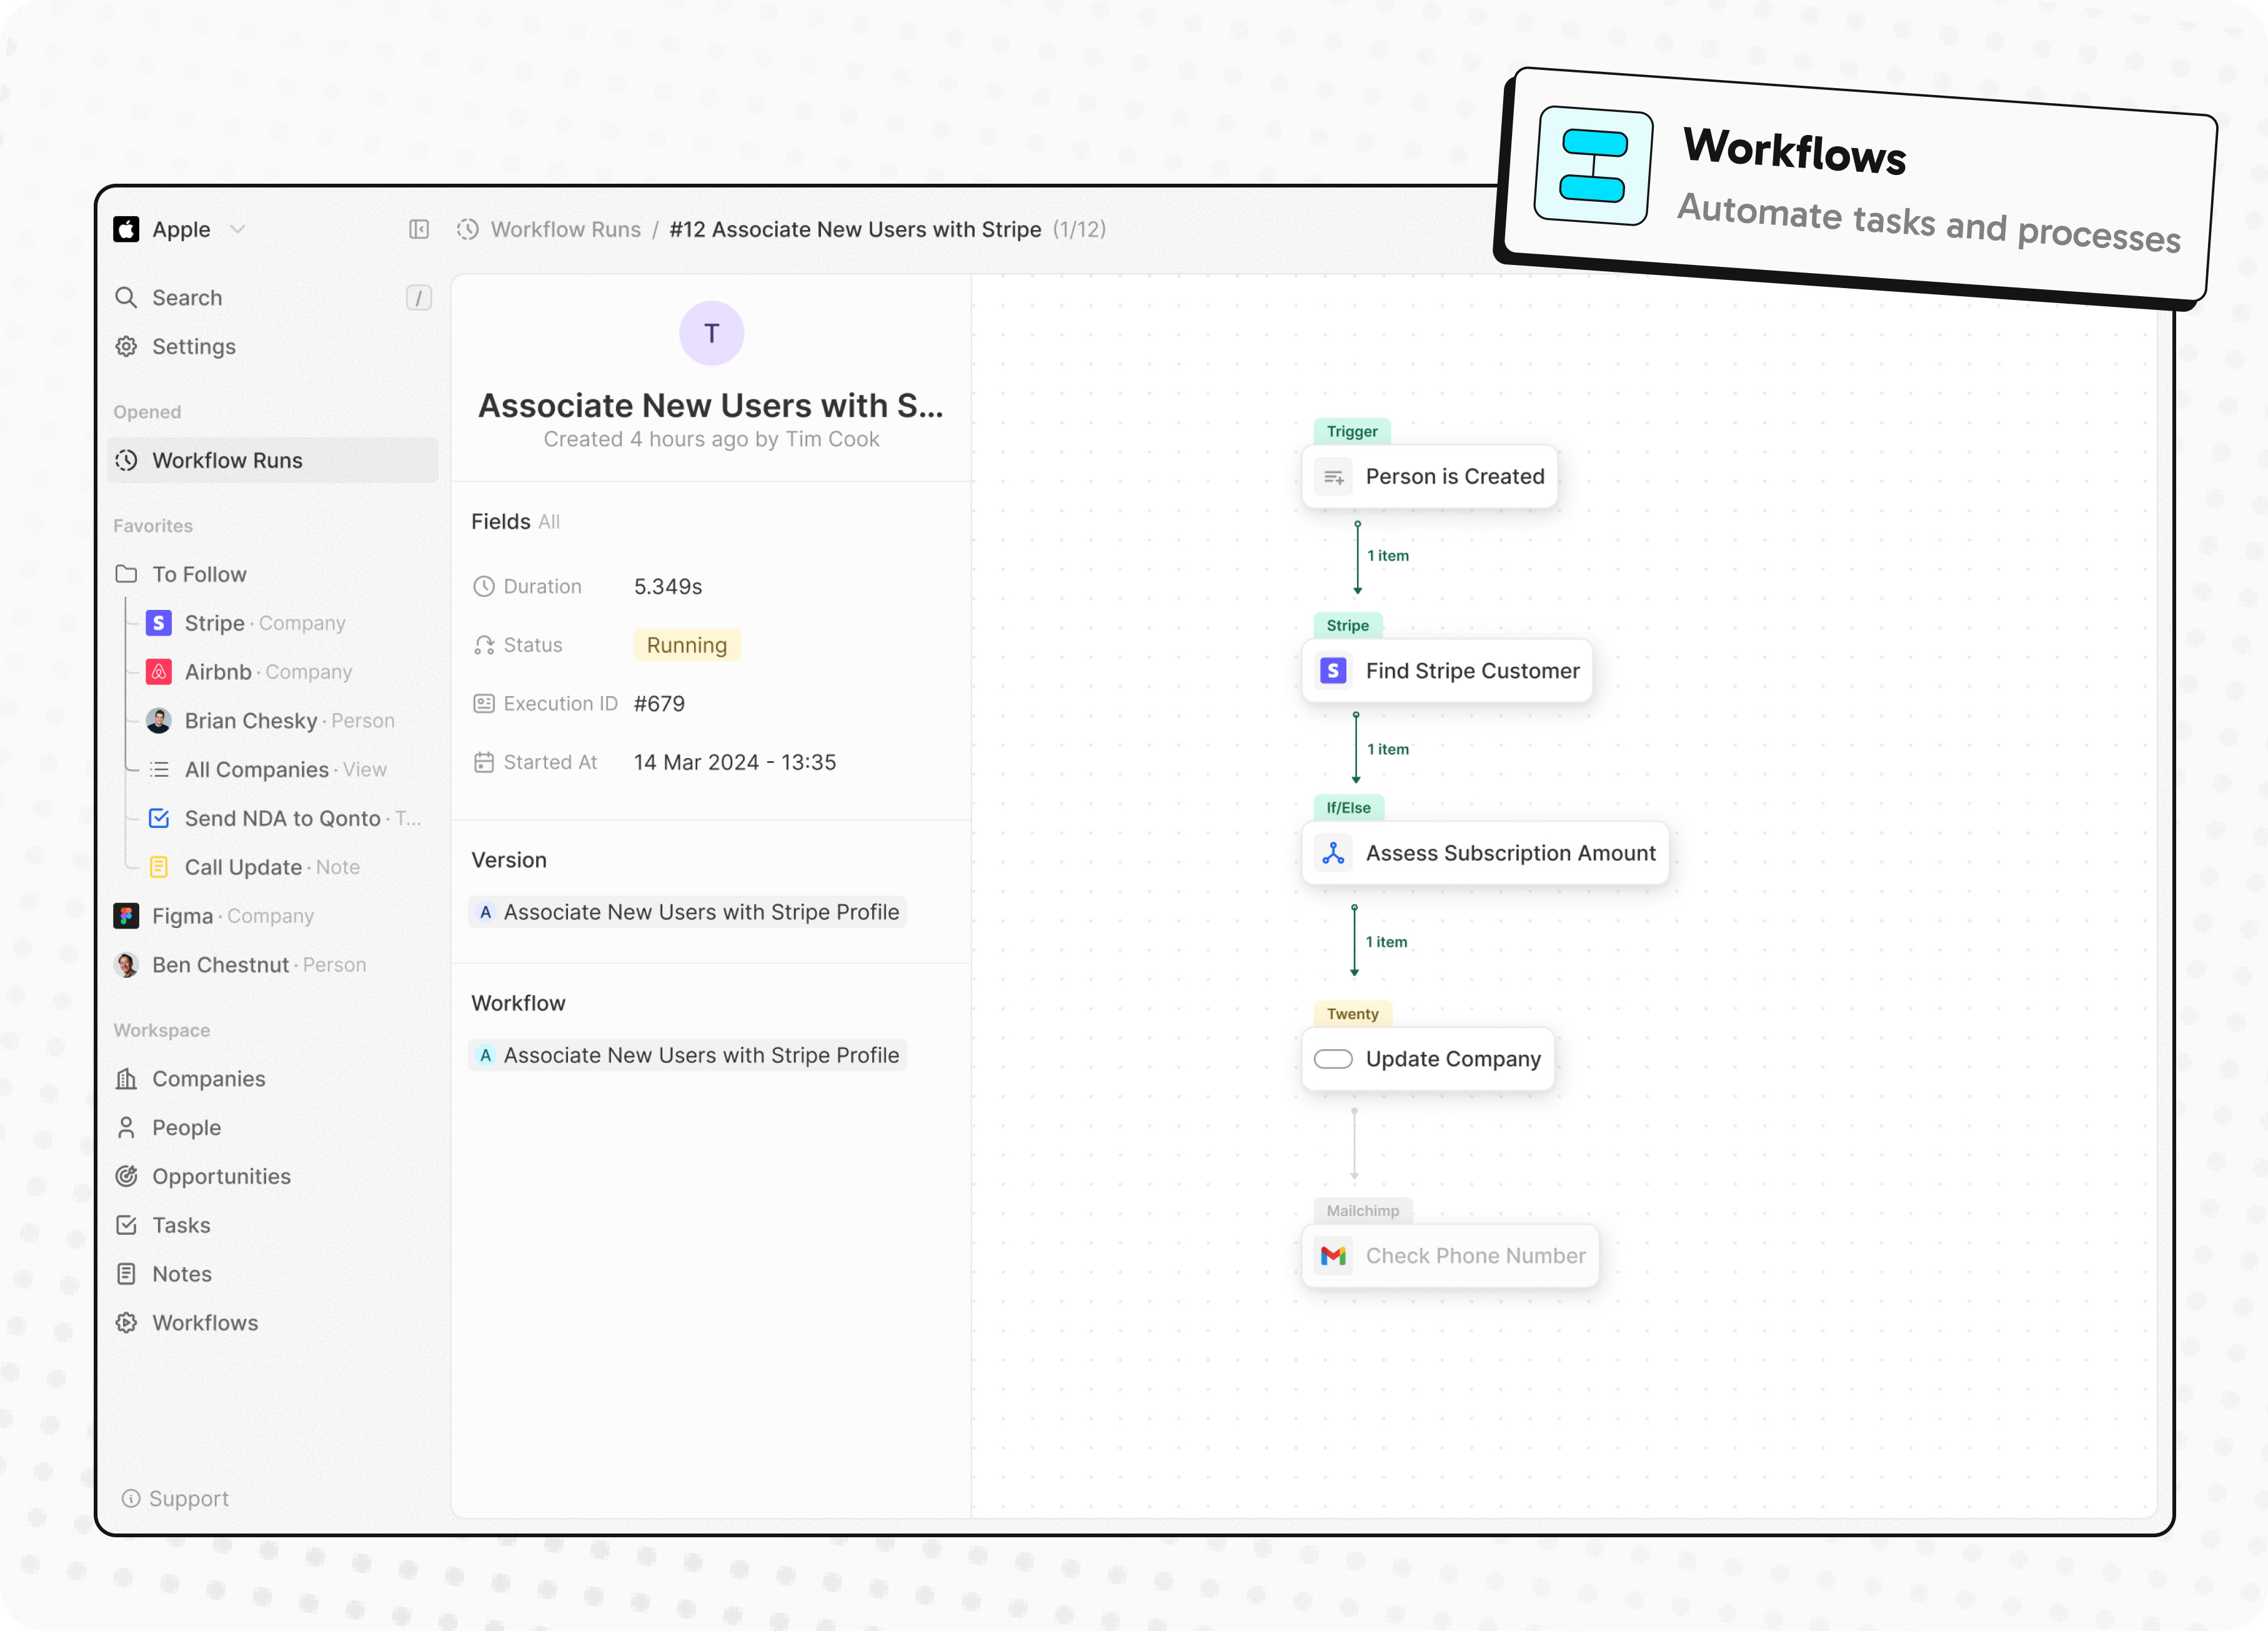 Workflows
Automate tasks and processes
Apple
Workflow Runs / #12 Associate New Users with Stripe (1/12)
Search /
Settings
Opened
Workflow Runs
Favorites
To Follow
Stripe · Company
Airbnb · Company
Brian Chesky · Person
All Companies · View
Send NDA to Qonto · T...
Call Update · Note
Figma · Company
Ben Chestnut · Person
Workspace
Companies
People
Opportunities
Tasks
Notes
Workflows
Support
T
Associate New Users with S...
Created 4 hours ago by Tim Cook
Fields All
Duration 5.349s
Status Running
Execution ID #679
Started At 14 Mar 2024 - 13:35
Version
A Associate New Users with Stripe Profile
Workflow
A Associate New Users with Stripe Profile
Trigger
Person is Created
1 item
Stripe
S Find Stripe Customer
1 item
If/Else
Assess Subscription Amount
1 item
Twenty
Update Company
Mailchimp
Check Phone Number